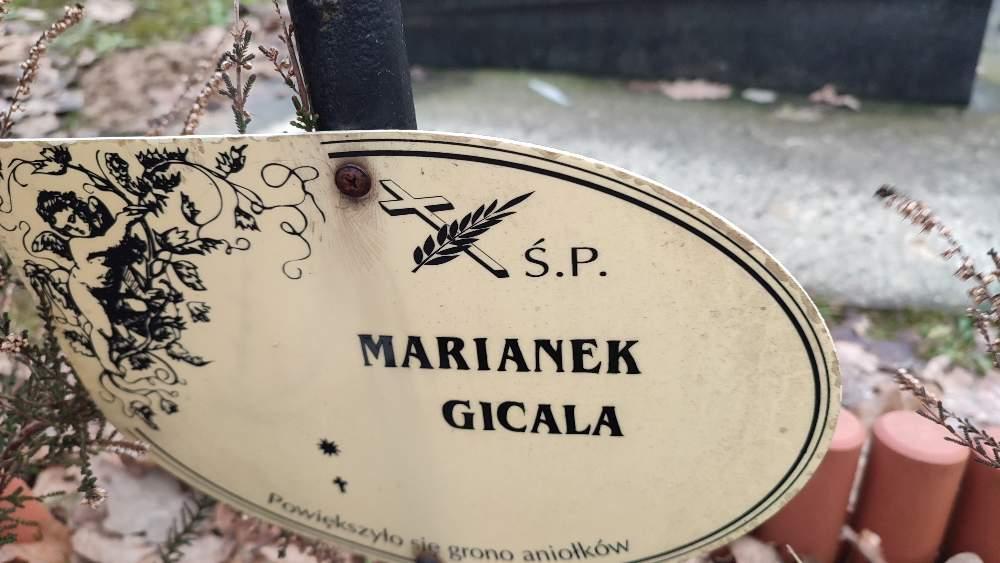 Ś.P.
MARIANEK
GICALA
Powiększyło się grono aniołków